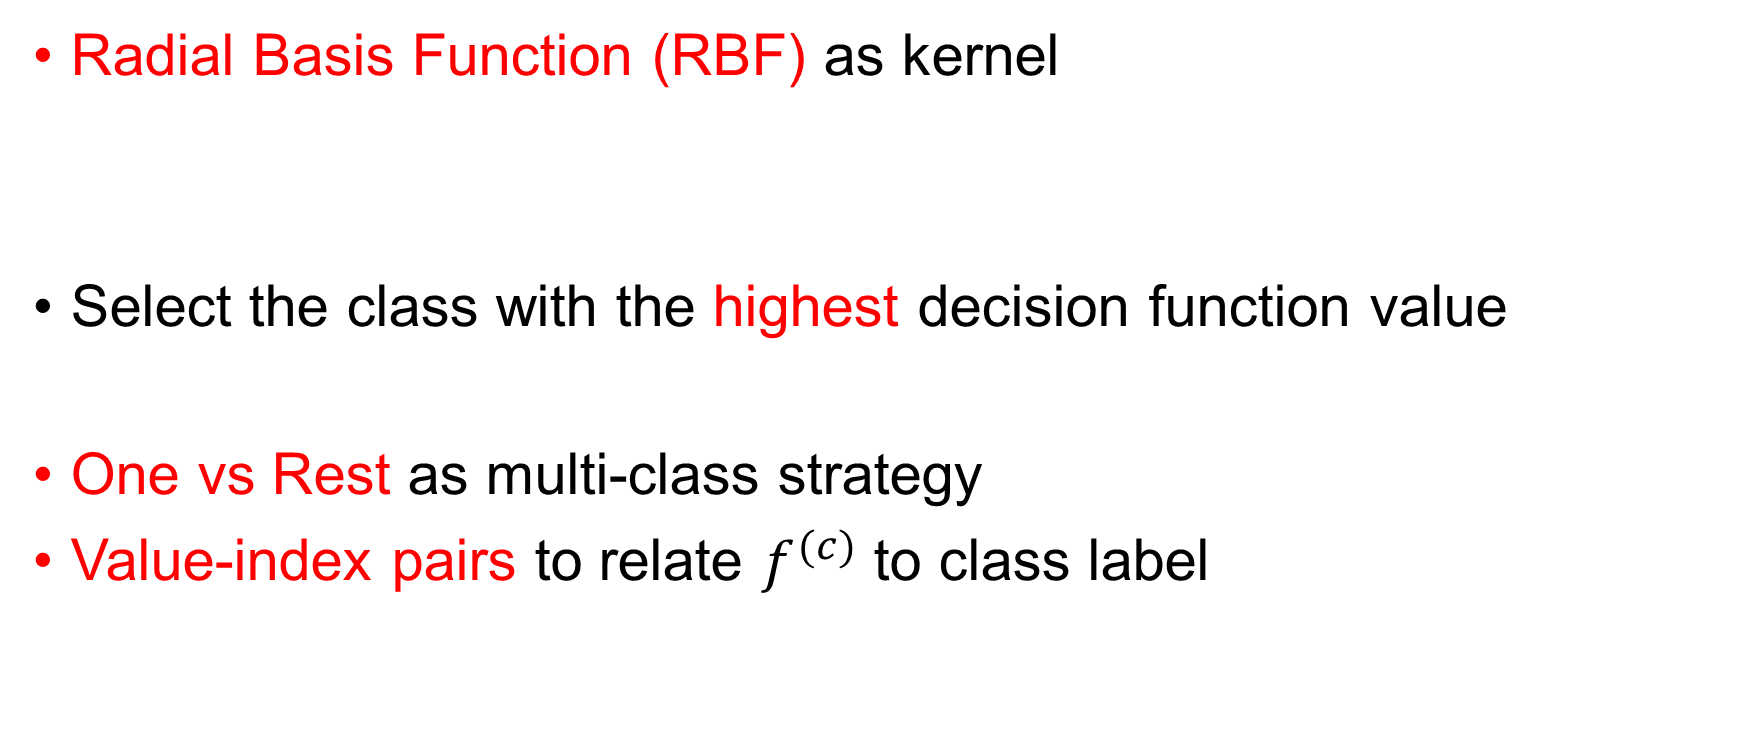 • Radial Basis Function (RBF) as kernel
• Select the class with the highest decision function value
• One vs Rest as multi-class strategy
• Value-index pairs to relate f^(c) to class label